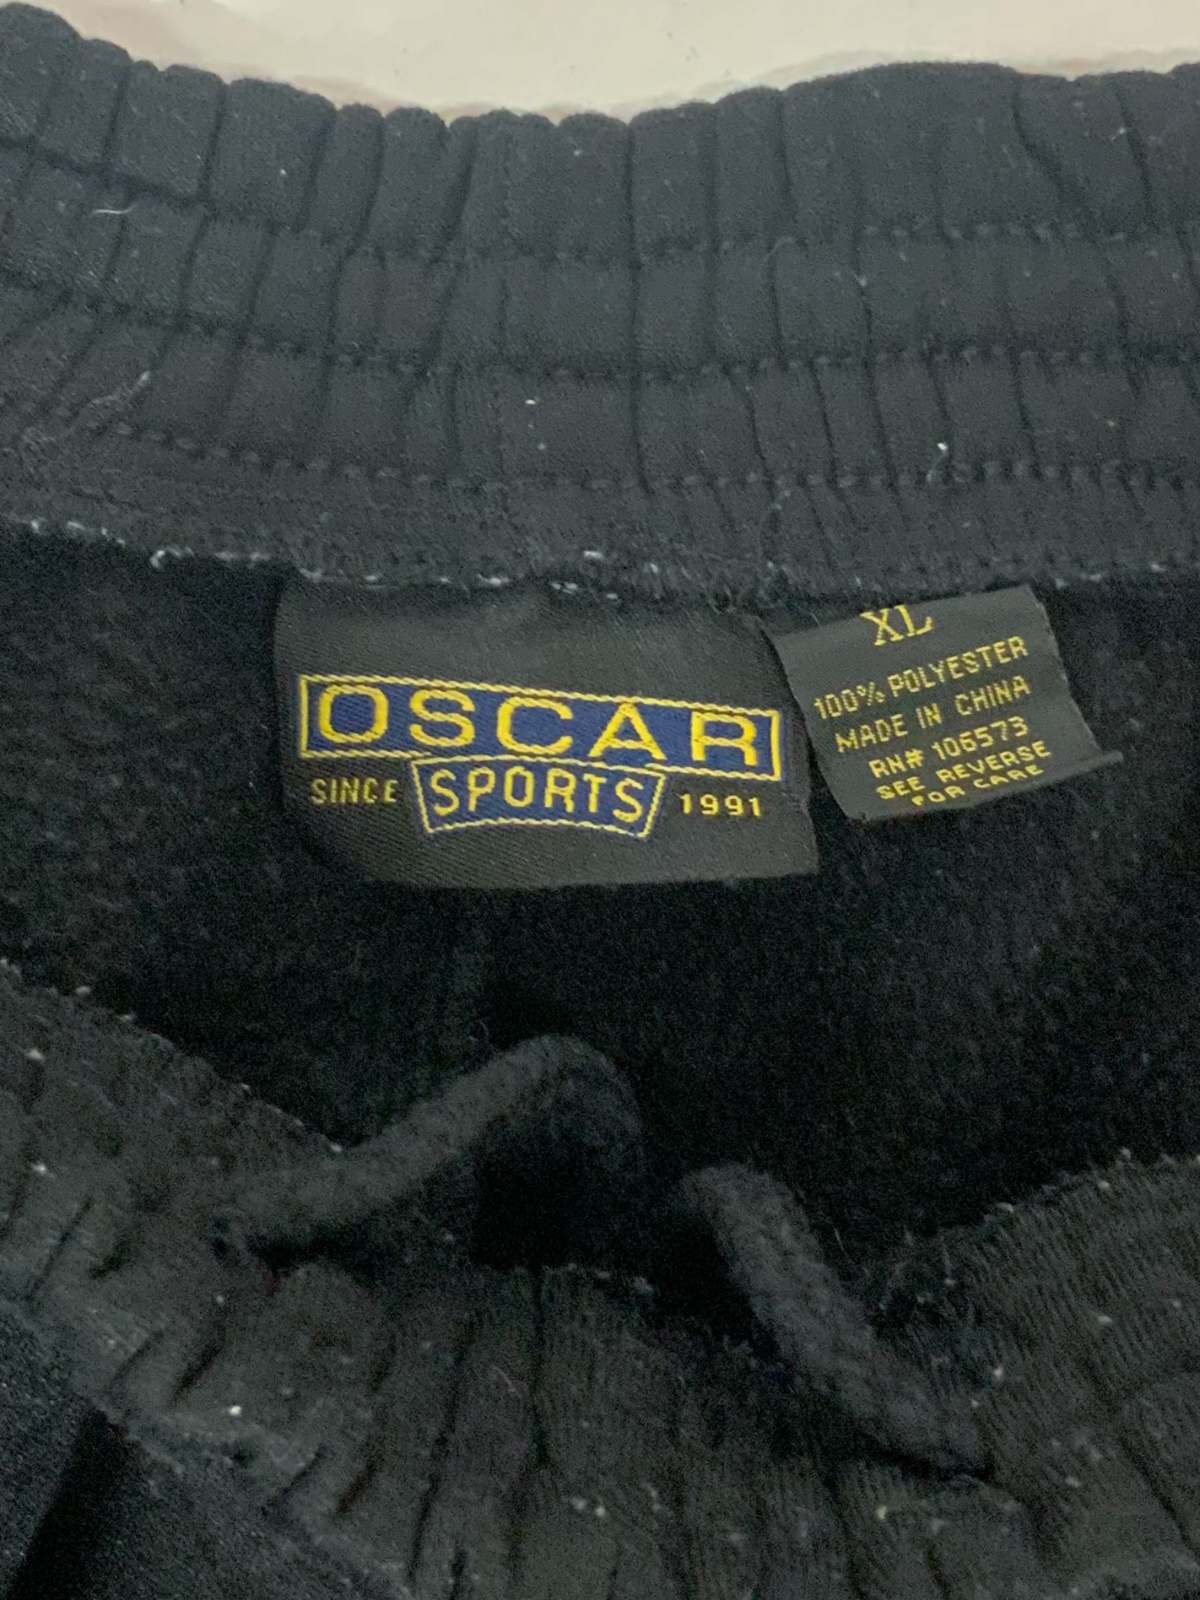 OSCAR
SINCE SPORTS 1991
XL
100% POLYESTER
MADE IN CHINA
RN# 106573
SEE REVERSE
FOR CARE